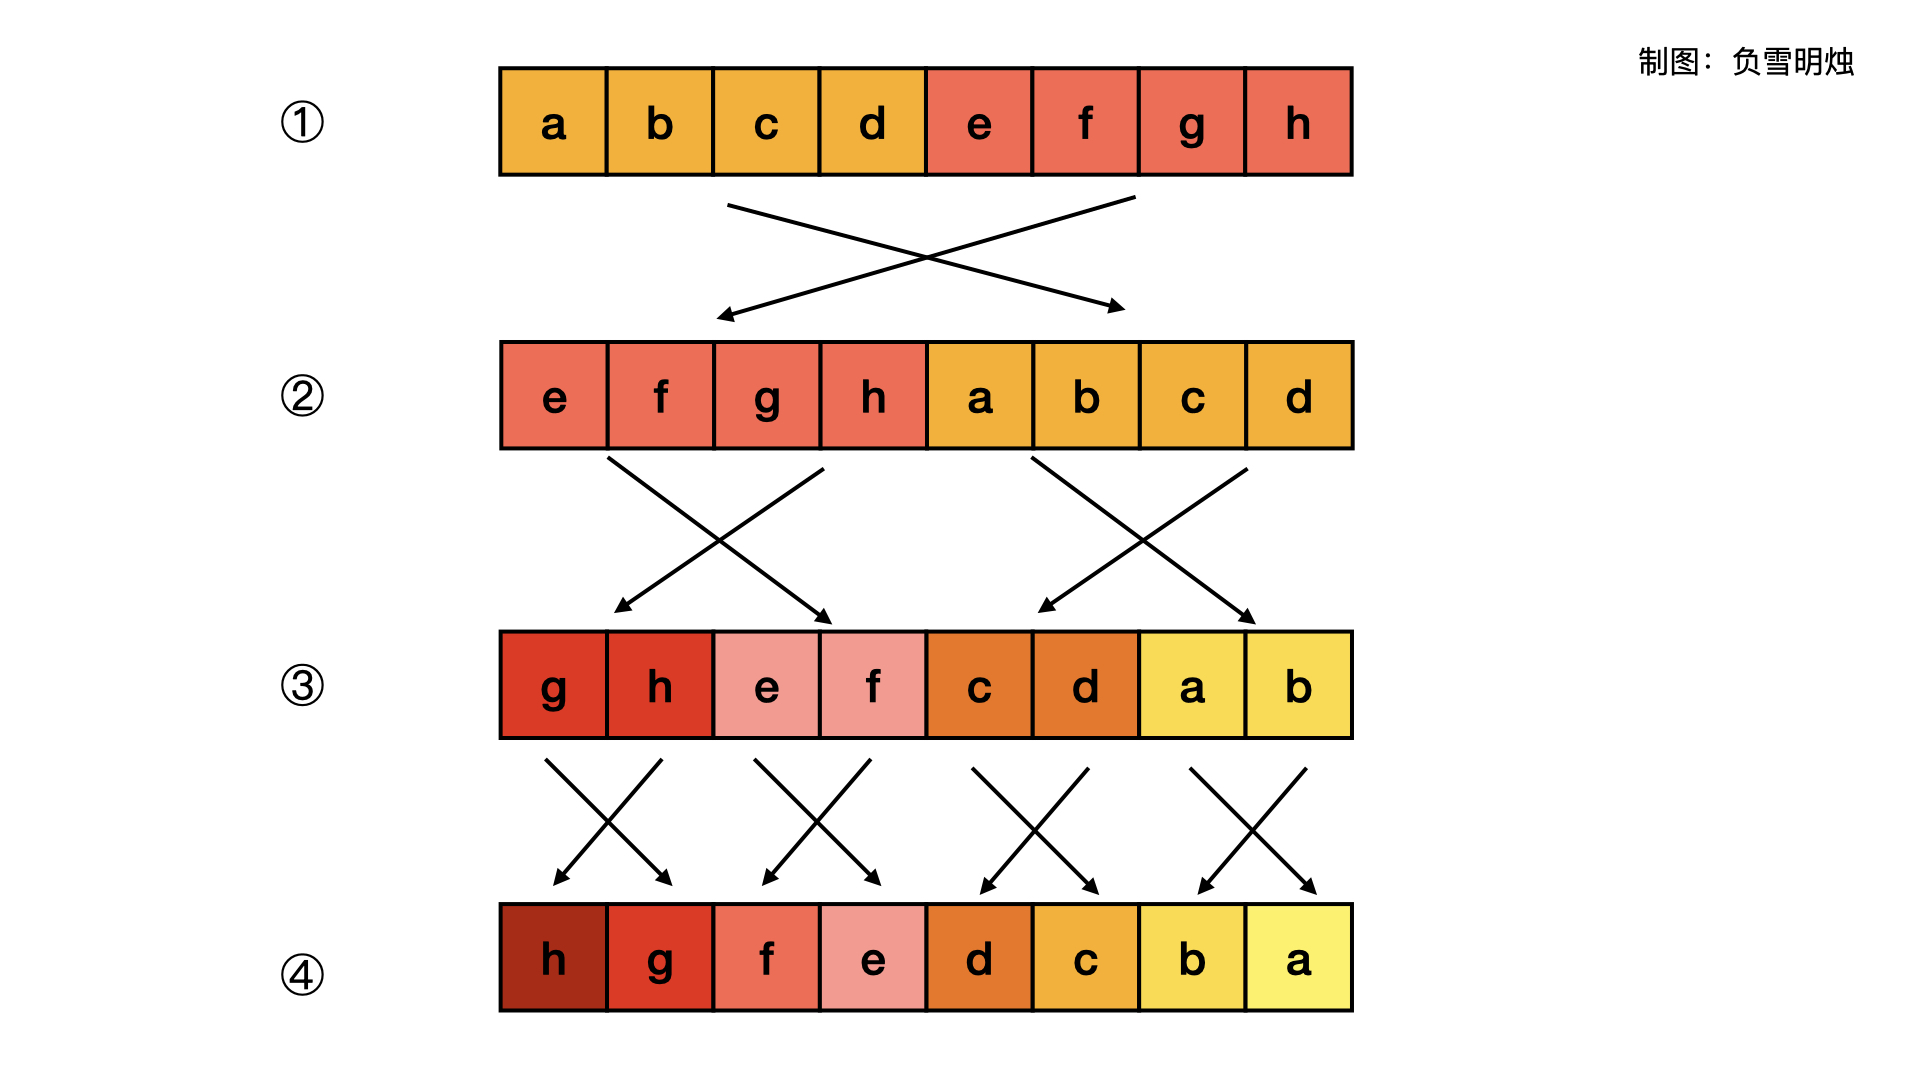 制图：负雪明烛
① a b c d e f g h
② e f g h a b c d
③ g h e f c d a b
④ h g f e d c b a